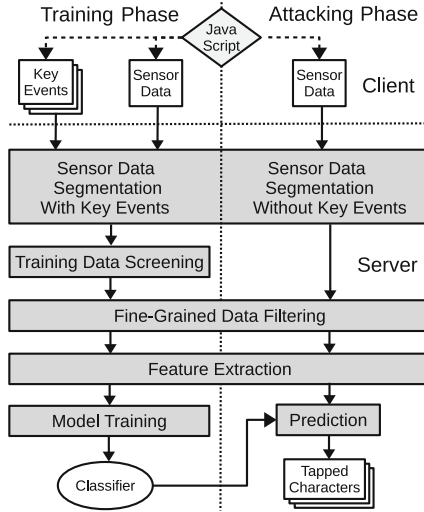 Training Phase
Java
Script
Attacking Phase
Key
Events
Sensor
Data
Sensor
Data
Client
Sensor Data
Segmentation
With Key Events
Sensor Data
Segmentation
Without Key Events
Training Data Screening
Server
Fine-Grained Data Filtering
Feature Extraction
Model Training
Prediction
Classifier
Tapped
Characters